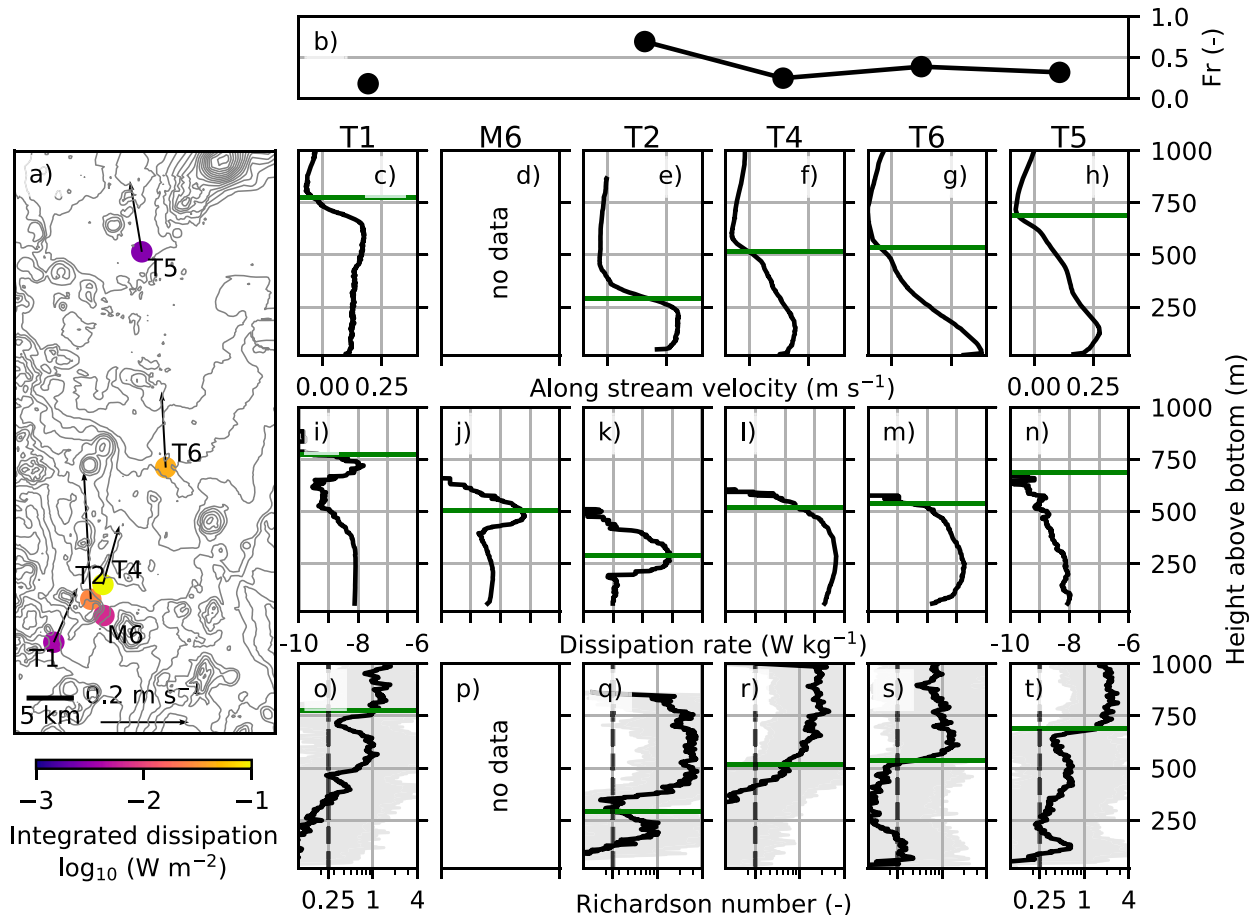 b)
1.0
0.5
0.0
Fr (-)
T1 M6 T2 T4 T6 T5
a)
T5
T6
T2 T4
M6
T1
0.2 m s⁻¹
5 km
−3 −2 −1
Integrated dissipation
log₁₀ (W m⁻²)
c) d) e) f) g) h)
no data
1000
750
500
250
0.00 0.25 Along stream velocity (m s⁻¹) 0.00 0.25
i) j) k) l) m) n)
1000
750
500
250
Height above bottom (m)
-10 -6 Dissipation rate (W kg⁻¹) -10 -8 -6
o) p) q) r) s) t)
no data
1000
750
500
250
0.25 1 4 Richardson number (-) 0.25 1 4